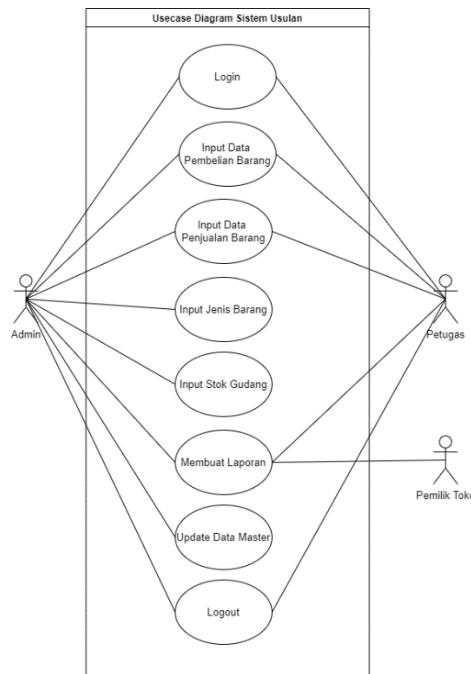 Usecase Diagram Sistem Usulan
Login
Input Data
Pembelian Barang
Input Data
Penjualan Barang
Input Jenis Barang
Admin
Petugas
Input Stok Gudang
Membuat Laporan
Pemilik Toko
Update Data Master
Logout